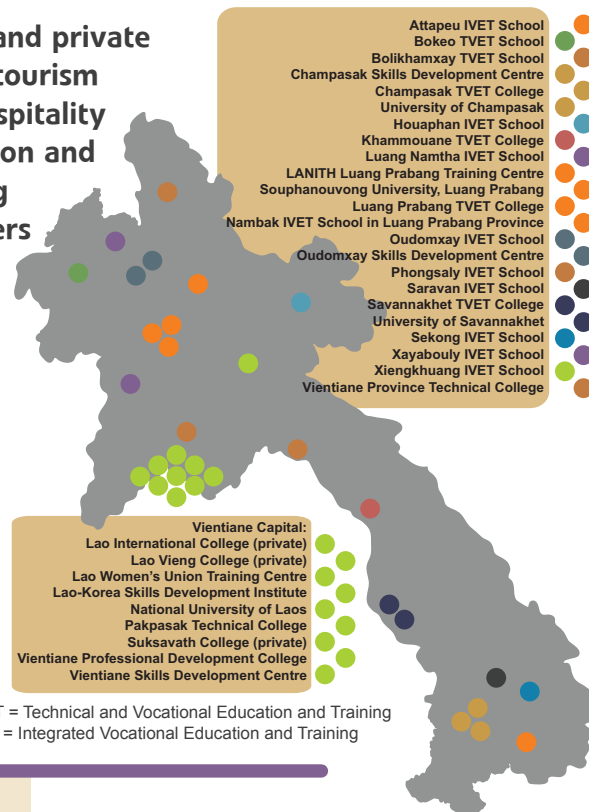 and private
tourism
spitality
on and
g
ers
Attapeu IVET School
Bokeo TVET School
Bolikhamxay TVET School
Champasak Skills Development Centre
Champasak TVET College
University of Champasak
Houaphan IVET School
Khammouane TVET College
Luang Namtha IVET School
LANITH Luang Prabang Training Centre
Souphanouvong University, Luang Prabang
Luang Prabang TVET College
Nambak IVET School in Luang Prabang Province
Oudomxay IVET School
Oudomxay Skills Development Centre
Phongsaly IVET School
Saravan IVET School
Savannakhet TVET College
University of Savannakhet
Sekong IVET School
Xayabouly IVET School
Xiengkhuang IVET School
Vientiane Province Technical College
Vientiane Capital:
Lao International College (private)
Lao Vieng College (private)
Lao Women's Union Training Centre
Lao-Korea Skills Development Institute
National University of Laos
Pakpasak Technical College
Suksavath College (private)
Vientiane Professional Development College
Vientiane Skills Development Centre
T = Technical and Vocational Education and Training
= Integrated Vocational Education and Training